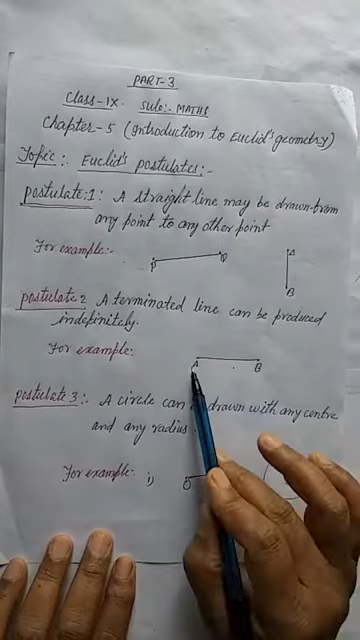 PART-3
Class-IX. Sub:- MATHS
Chapter-5 (Introduction to Euclid's geometry)
Topic:- Euclid's postulates:-
postulate:1: A straight line may be drawn from
any point to any other point
For example:-
P Q A
B
postulate 2 A terminated line can be produced
indefinitely.
For example:
A B
postulate 3:- A circle can drawn with any centre
and any radius
For example: i)
O